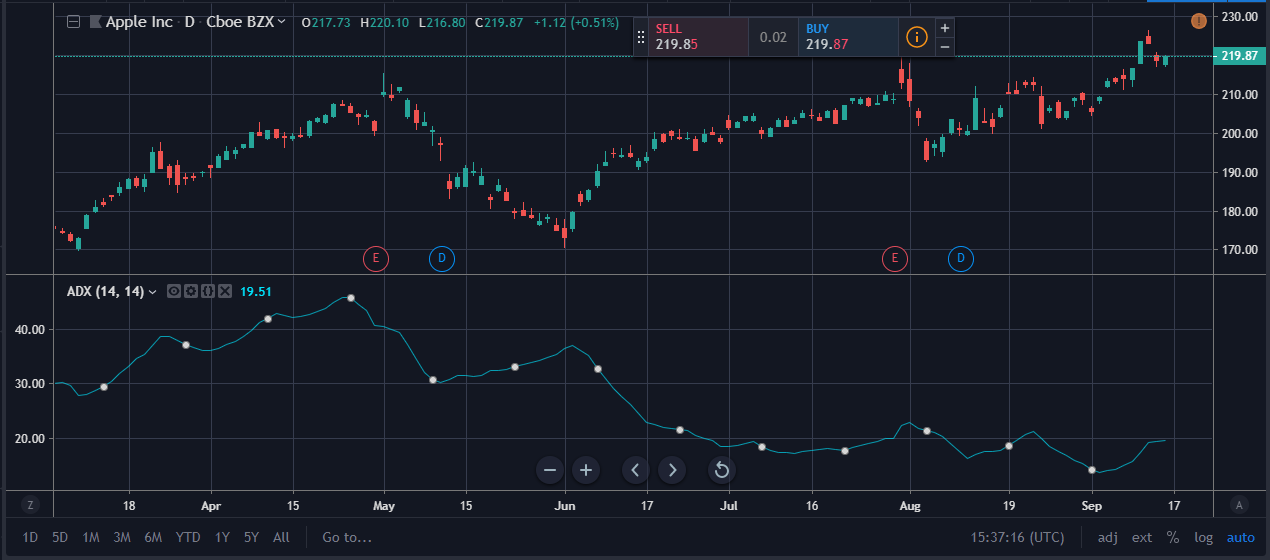 Apple Inc · D · Cboe BZX O217.73 H220.10 L216.80 C219.87 +1.12 (+0.51%)
SELL
219.85
0.02
BUY
219.87
i
+
−
!
230.00
219.87
210.00
200.00
190.00
180.00
170.00
E D E D
ADX (14, 14) 19.51
40.00
30.00
20.00
Z 18 Apr 15 May 15 Jun 17 Jul 16 Aug 19 Sep 17 A
1D 5D 1M 3M 6M YTD 1Y 5Y All Go to... 15:37:16 (UTC) adj ext % log auto